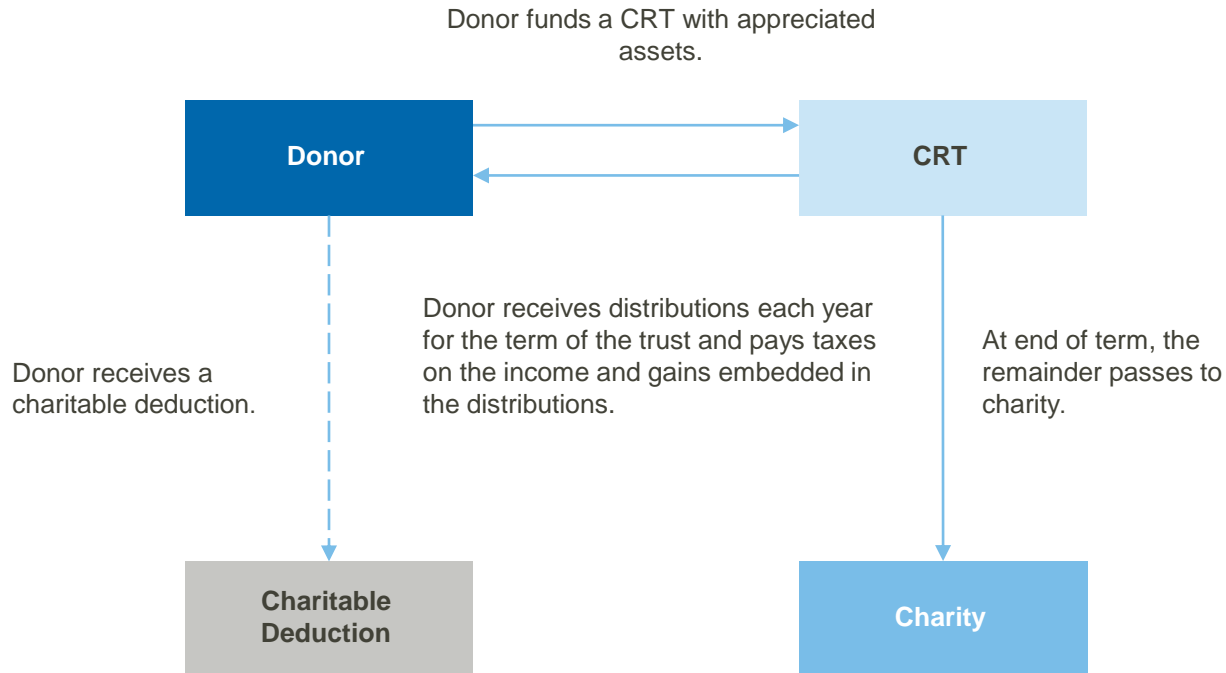 Donor funds a CRT with appreciated
assets.
Donor
CRT
Donor receives a
charitable deduction.
Donor receives distributions each year
for the term of the trust and pays taxes
on the income and gains embedded in
the distributions.
At end of term, the
remainder passes to
charity.
Charitable
Deduction
Charity